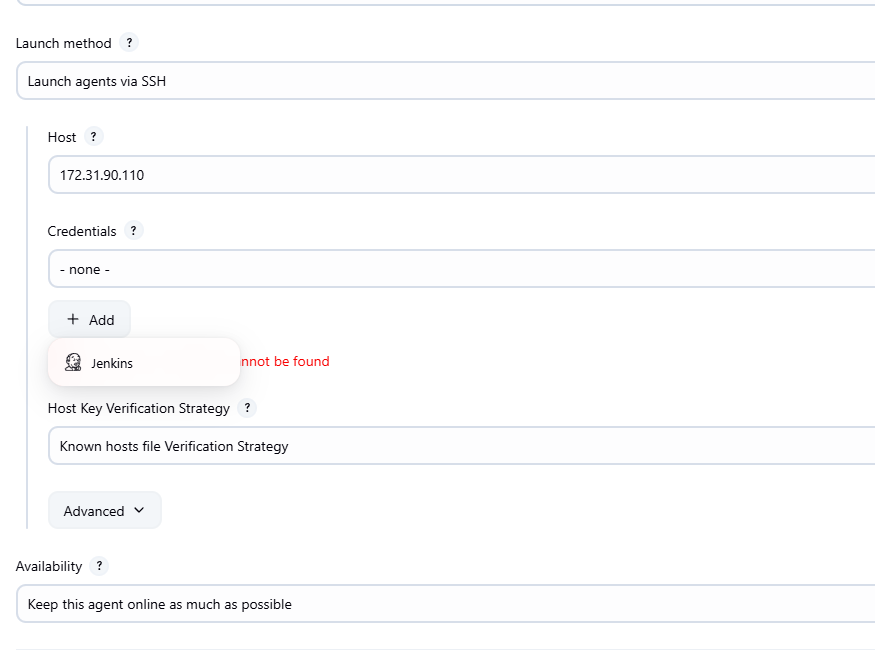 Launch method ?
Launch agents via SSH
Host ?
172.31.90.110
Credentials ?
- none -
+ Add
Jenkins
be found
Host Key Verification Strategy ?
Known hosts file Verification Strategy
Advanced
Availability ?
Keep this agent online as much as possible